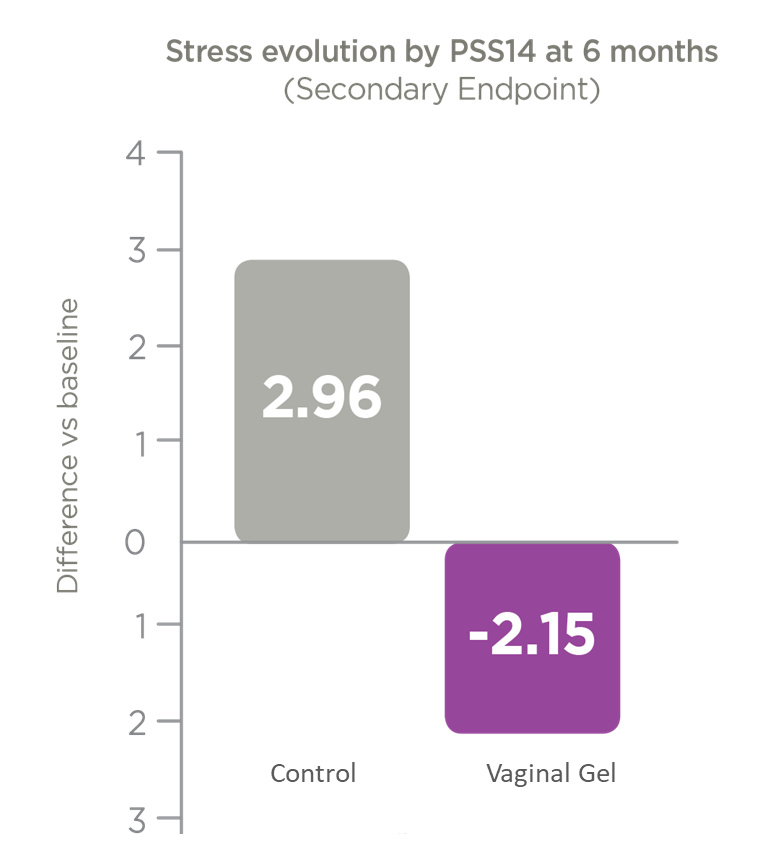 Stress evolution by PSS14 at 6 months
(Secondary Endpoint)
Difference vs baseline
4
3
2
1
0
1
2
3
2.96
-2.15
Control
Vaginal Gel